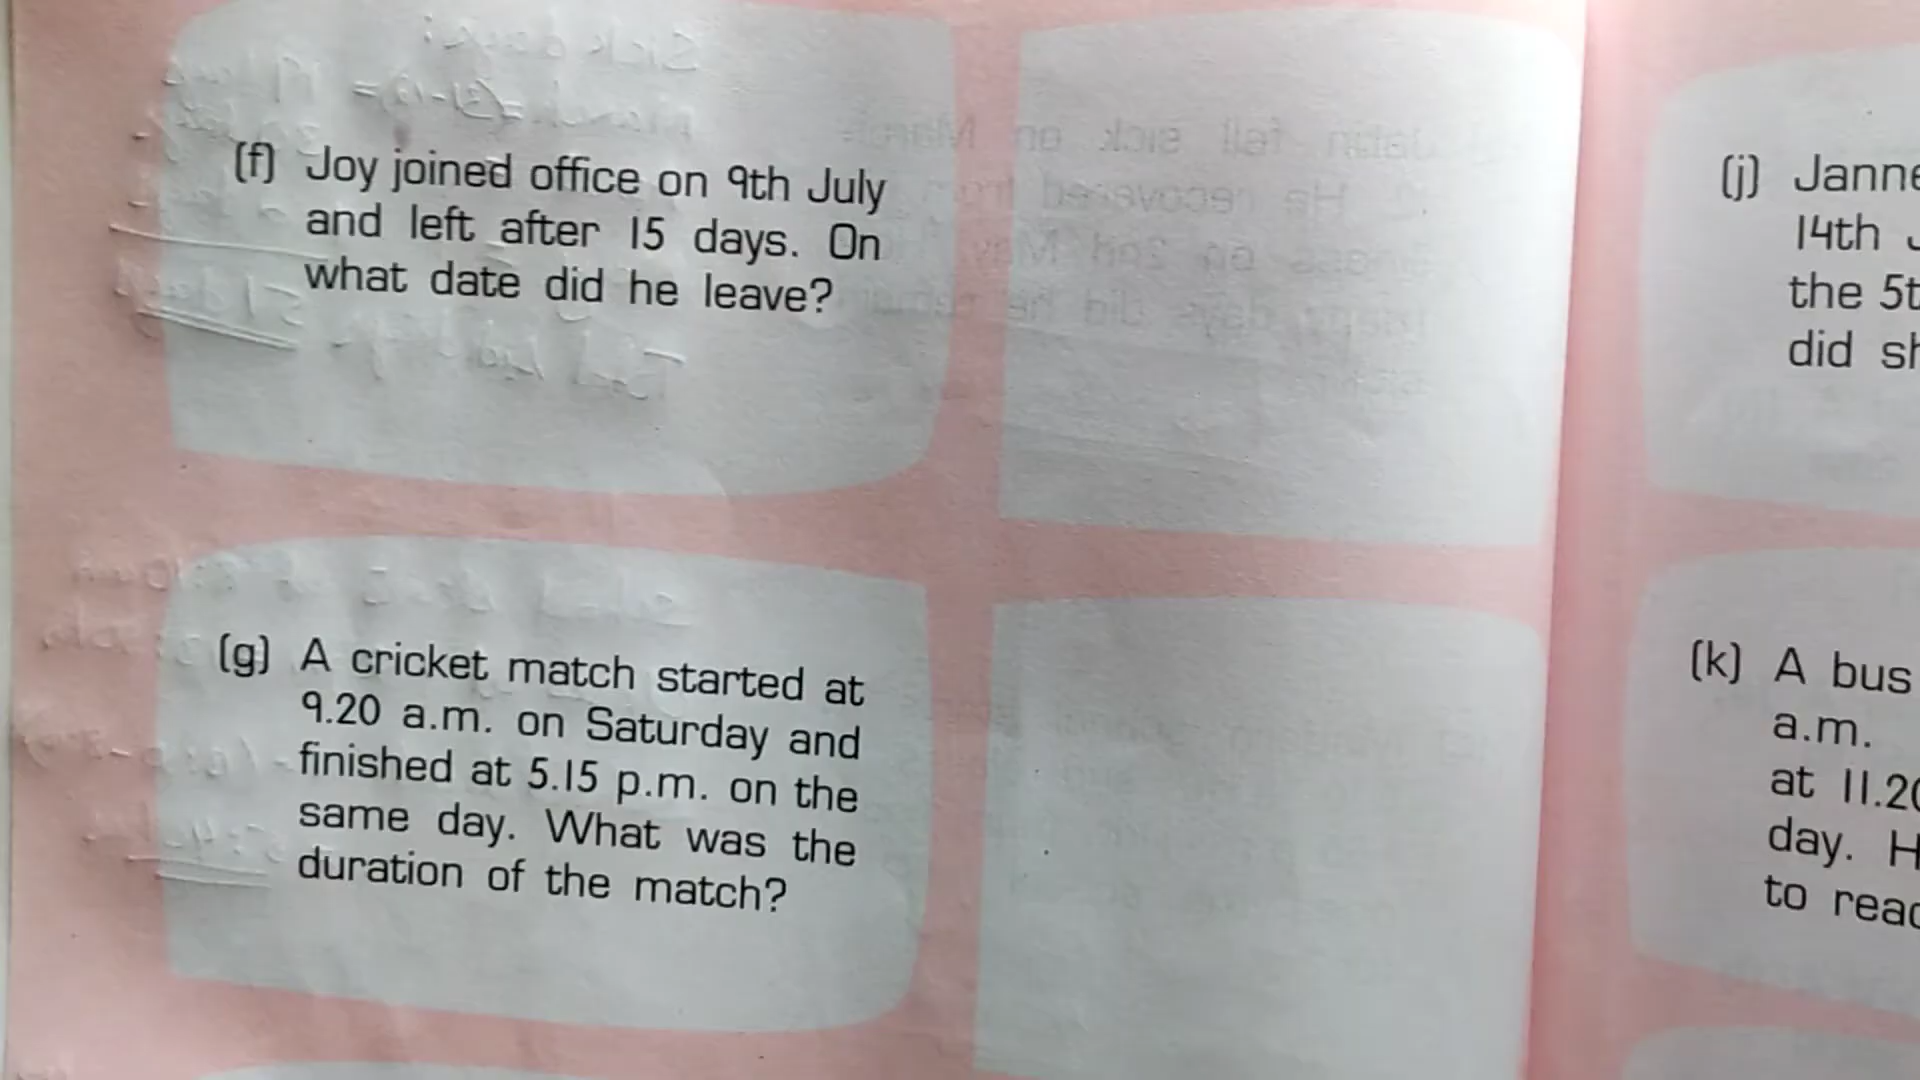 (f) Joy joined office on 9th July
and left after 15 days. On
what date did he leave?
(g) A cricket match started at
9.20 a.m. on Saturday and
finished at 5.15 p.m. on the
same day. What was the
duration of the match?
(j)
14th
the 5t
did sh
(k) A bus
a.m.
at 11.20
day. H
to reac